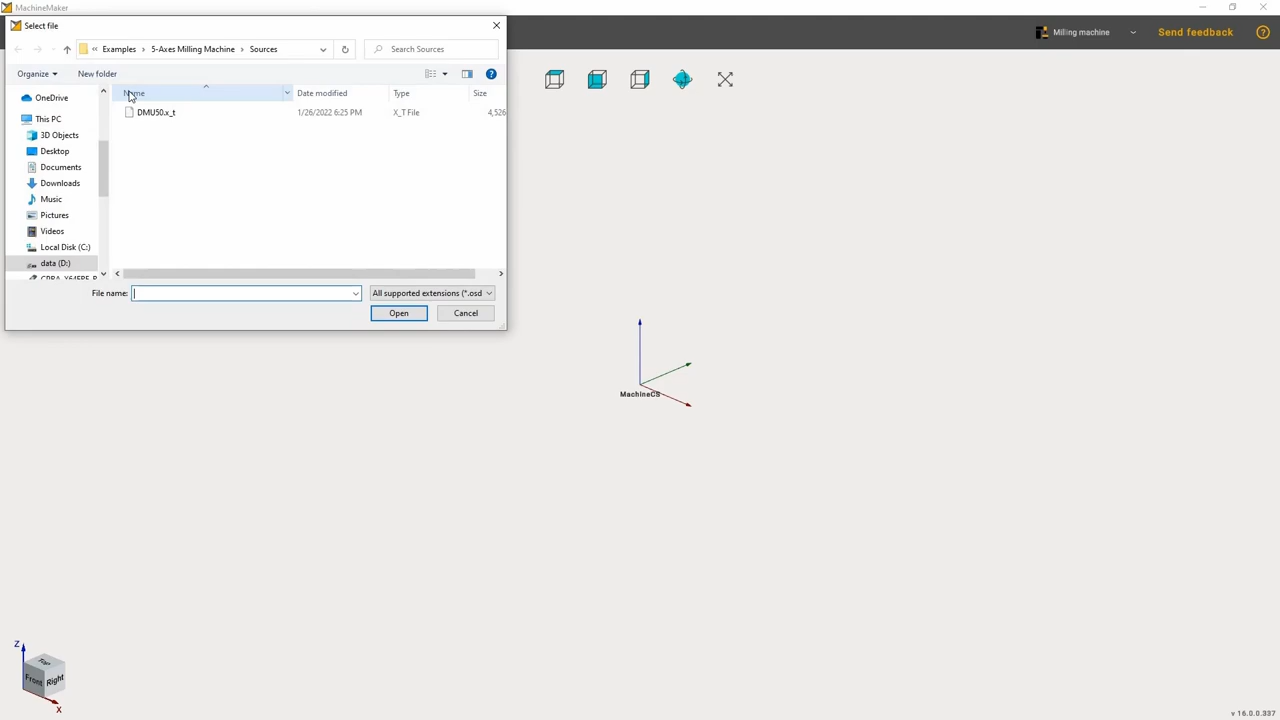 MachineMaker
Select file
Examples 5-Axes Milling Machine Sources
Search Sources
Milling machine
Send feedback
Organize New folder
OneDrive
This PC
3D Objects
Desktop
Documents
Downloads
Music
Pictures
Videos
Local Disk (C:)
data (D:)
Name Date modified Type Size
DMU50.x_t 1/26/2022 6:25 PM X_T File 4,526
File name: All supported extensions (*.osd
Open Cancel
MachineCS
Z
Top
Front Right
X
v 16.0.0.337